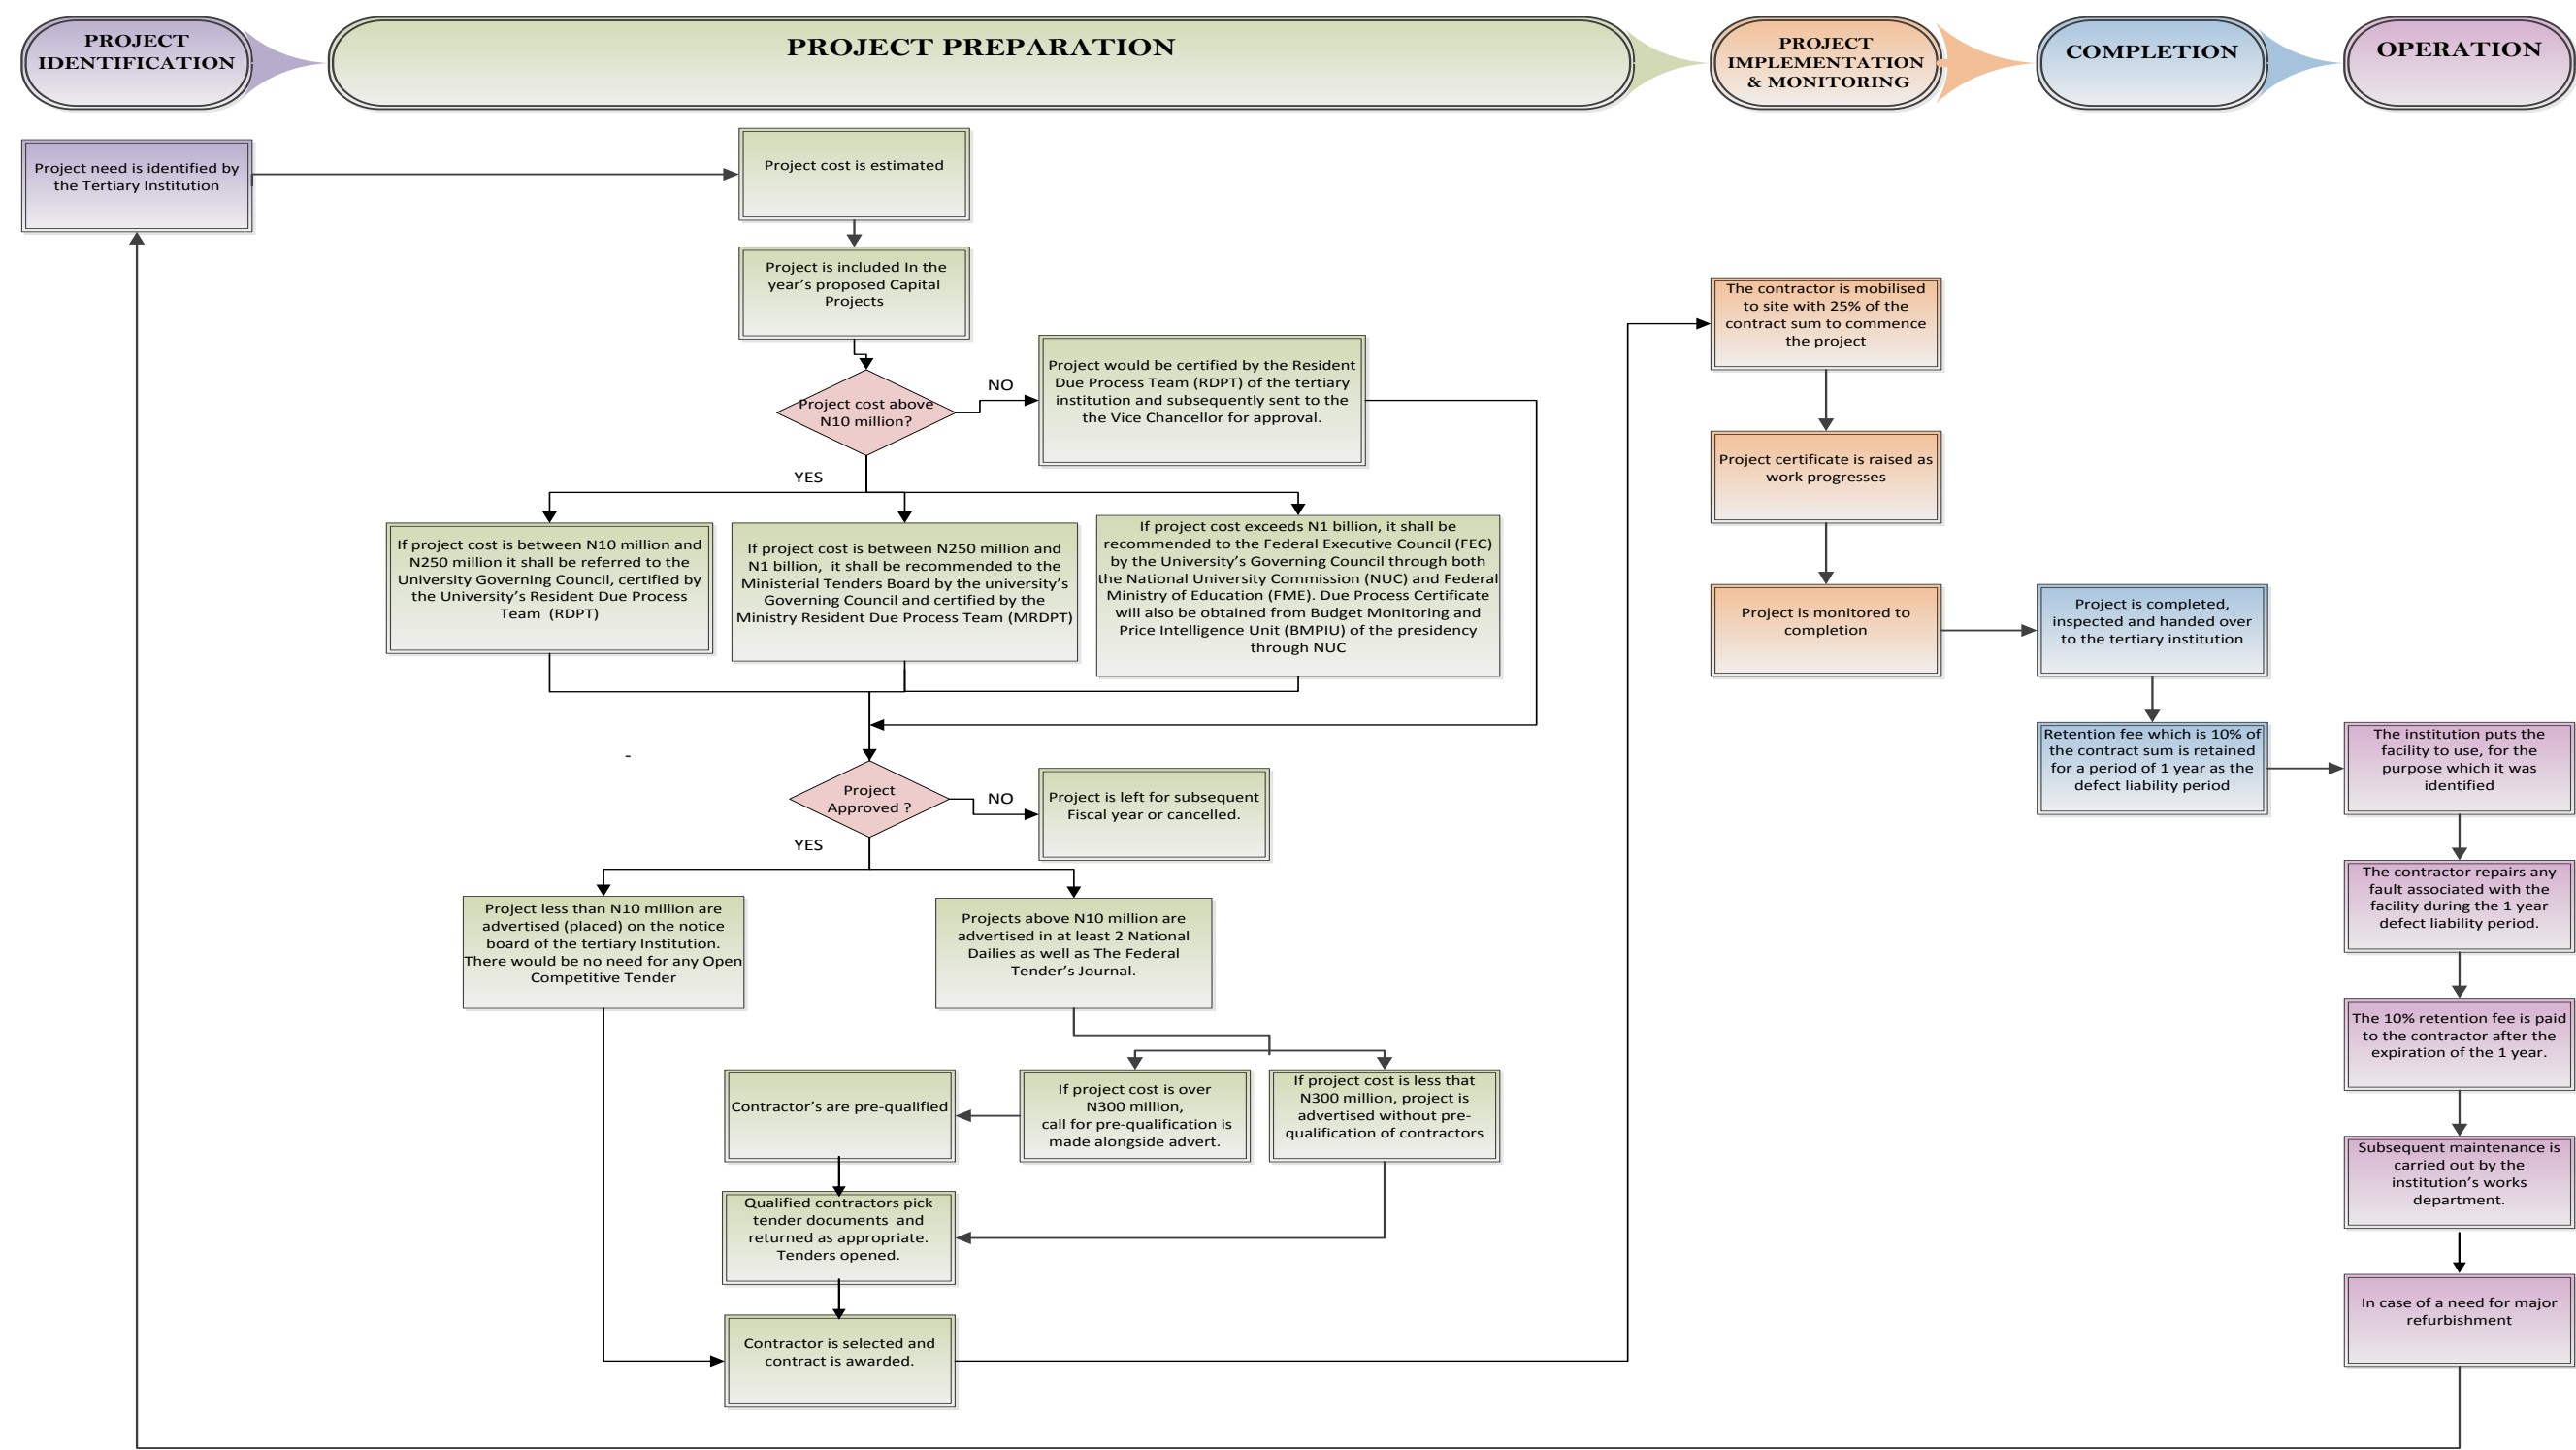 PROJECT
IDENTIFICATION
PROJECT PREPARATION
PROJECT
IMPLEMENTATION
& MONITORING
COMPLETION
OPERATION
Project need is identified by
the Tertiary Institution
Project cost is estimated
Project is included In the
year's proposed Capital
Projects
Project cost above
N10 million?
NO
Project would be certified by the Resident
Due Process Team (RDPT) of the tertiary
institution and subsequently sent to the
the Vice Chancellor for approval.
YES
If project cost is between N10 million and
N250 million it shall be referred to the
University Governing Council, certified by
the University's Resident Due Process
Team  (RDPT)
If project cost is between N250 million and
N1 billion,  it shall be recommended to the
Ministerial Tenders Board by the university's
Governing Council and certified by the
Ministry Resident Due Process Team (MRDPT)
If project cost exceeds N1 billion, it shall be
recommended to the Federal Executive Council (FEC)
by the University's Governing Council through both
the National University Commission (NUC) and Federal
Ministry of Education (FME). Due Process Certificate
will also be obtained from Budget Monitoring and
Price Intelligence Unit (BMPIU) of the presidency
through NUC
-
Project
Approved ?
NO
Project is left for subsequent
Fiscal year or cancelled.
YES
Project less than N10 million are
advertised (placed) on the notice
board of the tertiary Institution.
There would be no need for any Open
Competitive Tender
Projects above N10 million are
advertised in at least 2 National
Dailies as well as The Federal
Tender's Journal.
Contractor's are pre-qualified
If project cost is over
N300 million,
call for pre-qualification is
made alongside advert.
If project cost is less that
N300 million, project is
advertised without pre-
qualification of contractors
Qualified contractors pick
tender documents  and
returned as appropriate.
Tenders opened.
Contractor is selected and
contract is awarded.
The contractor is mobilised
to site with 25% of the
contract sum to commence
the project
Project certificate is raised as
work progresses
Project is monitored to
completion
Project is completed,
inspected and handed over
to the tertiary institution
Retention fee which is 10% of
the contract sum is retained
for a period of 1 year as the
defect liability period
The institution puts the
facility to use, for the
purpose which it was
identified
The contractor repairs any
fault associated with the
facility during the 1 year
defect liability period.
The 10% retention fee is paid
to the contractor after the
expiration of the 1 year.
Subsequent maintenance is
carried out by the
institution's works
department.
In case of a need for major
refurbishment